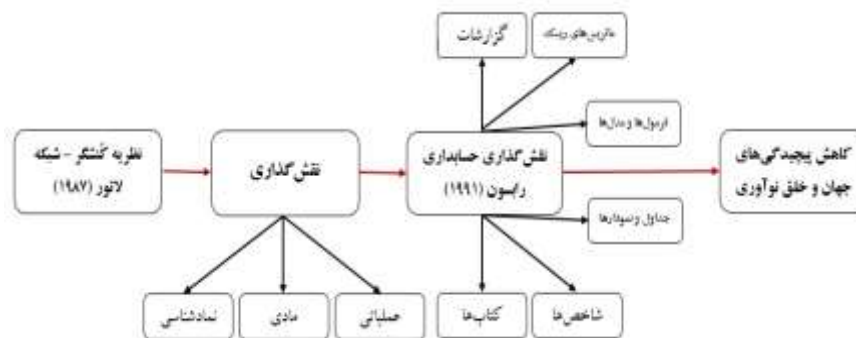 گزارشات
ماتریس‌های ریسک
فرمول‌ها و مدل‌ها
نظریه کُنشگر – شبکه
لاتور (۱۹۸۷)
نقش‌گذاری
نقش‌گذاری حسابداری
رابسون (۱۹۹۱)
کاهش پیچیدگی‌های
جهان و خلق نوآوری
جداول و نمودارها
نمادشناسی
مادی
عملیاتی
کتاب‌ها
شاخص‌ها